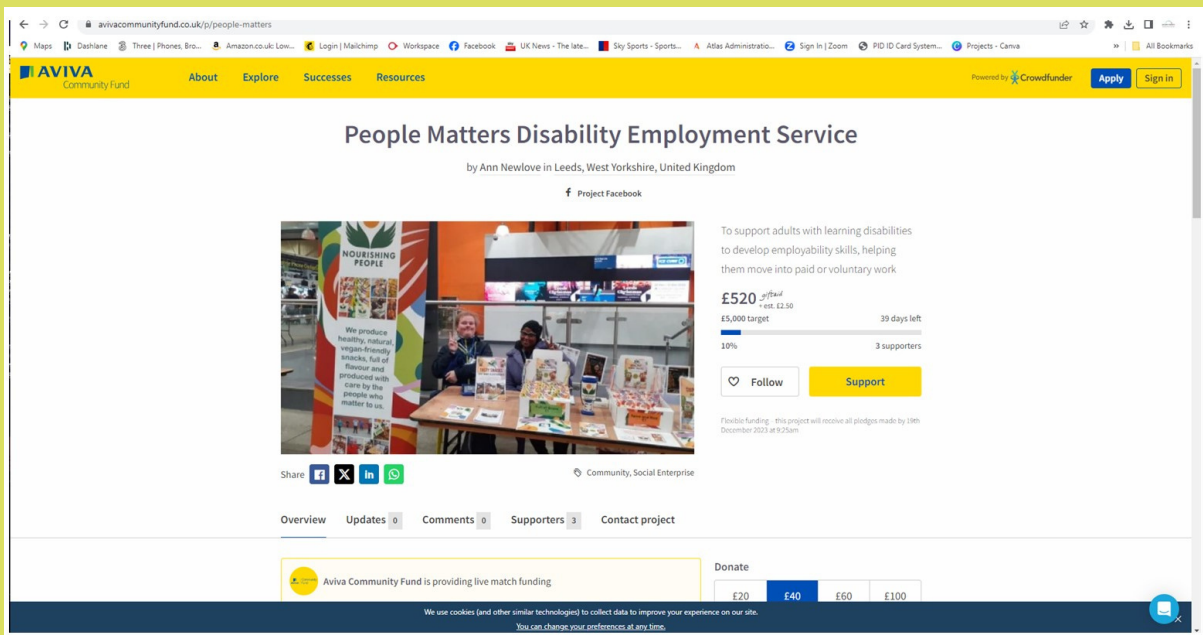 avivacommunityfund.co.uk/p/people-matters
Maps Dashlane Three | Phones, Bro... Amazon.co.uk: Low... Login | Mailchimp Workspace Facebook UK News - The late... Sky Sports - Sports... Atlas Administratio... Sign In | Zoom PID ID Card System... Projects - Canva » All Bookmarks
AVIVA
Community Fund
About Explore Successes Resources
Powered by Crowdfunder Apply Sign in
People Matters Disability Employment Service
by Ann Newlove in Leeds, West Yorkshire, United Kingdom
Project Facebook
NOURISHING
PEOPLE
We produce
healthy, natural,
vegan-friendly
snacks, full of
flavour and
produced with
care by the
people who
matter to us.
To support adults with learning disabilities
to develop employability skills, helping
them move into paid or voluntary work
£520 giftaid
+ est. £2.50
£5,000 target 39 days left
10% 3 supporters
Follow Support
Flexible funding - this project will receive all pledges made by 19th
December 2023 at 9:25am
Share
Community, Social Enterprise
Overview Updates 0 Comments 0 Supporters 3 Contact project
Aviva Community Fund is providing live match funding
Donate
£20 £40 £60 £100
We use cookies (and other similar technologies) to collect data to improve your experience on our site.
You can change your preferences at any time.